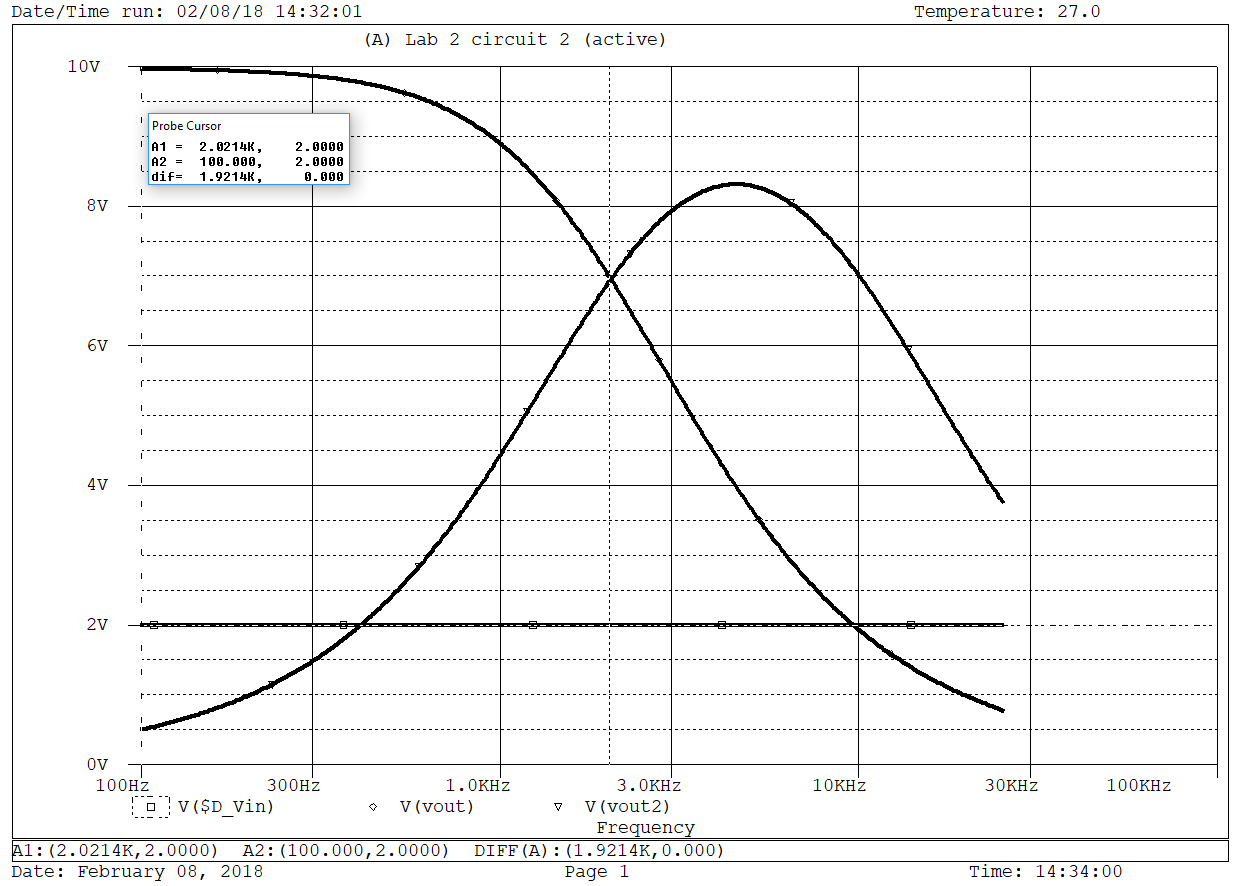 Date/Time run: 02/08/18 14:32:01 Temperature: 27.0
(A) Lab 2 circuit 2 (active)
10V
Probe Cursor
A1 = 2.0214K, 2.0000
A2 = 100.000, 2.0000
dif= 1.9214K, 0.000
8V
6V
4V
2V
0V
100Hz 300Hz 1.0KHz 3.0KHz 10KHz 30KHz 100KHz
V($D_Vin) V(vout) V(vout2)
Frequency
A1:(2.0214K,2.0000) A2:(100.000,2.0000) DIFF(A):(1.9214K,0.000)
Date: February 08, 2018 Page 1 Time: 14:34:00